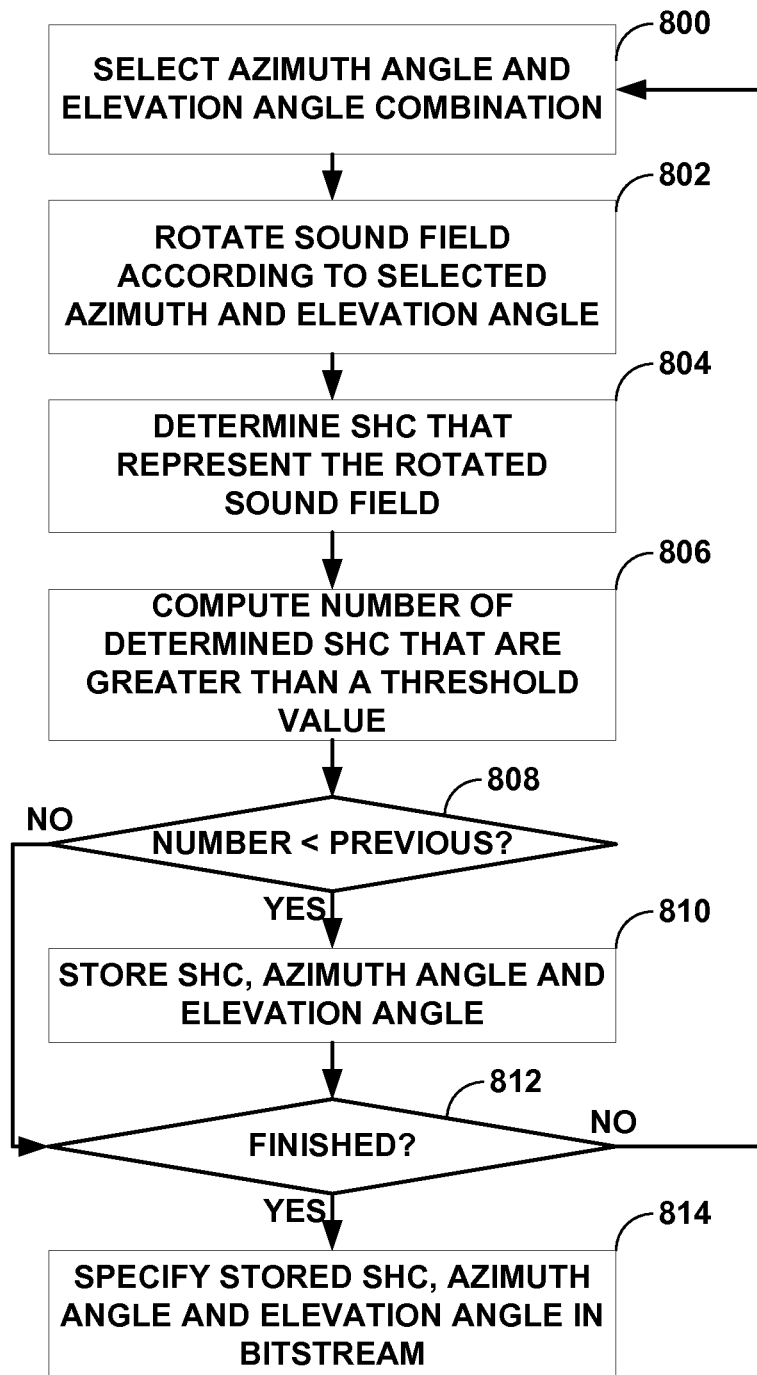 800
SELECT AZIMUTH ANGLE AND
ELEVATION ANGLE COMBINATION
802
ROTATE SOUND FIELD
ACCORDING TO SELECTED
AZIMUTH AND ELEVATION ANGLE
804
DETERMINE SHC THAT
REPRESENT THE ROTATED
SOUND FIELD
806
COMPUTE NUMBER OF
DETERMINED SHC THAT ARE
GREATER THAN A THRESHOLD
VALUE
808
NO
NUMBER < PREVIOUS?
YES
810
STORE SHC, AZIMUTH ANGLE AND
ELEVATION ANGLE
812
NO
FINISHED?
YES
814
SPECIFY STORED SHC, AZIMUTH
ANGLE AND ELEVATION ANGLE IN
BITSTREAM